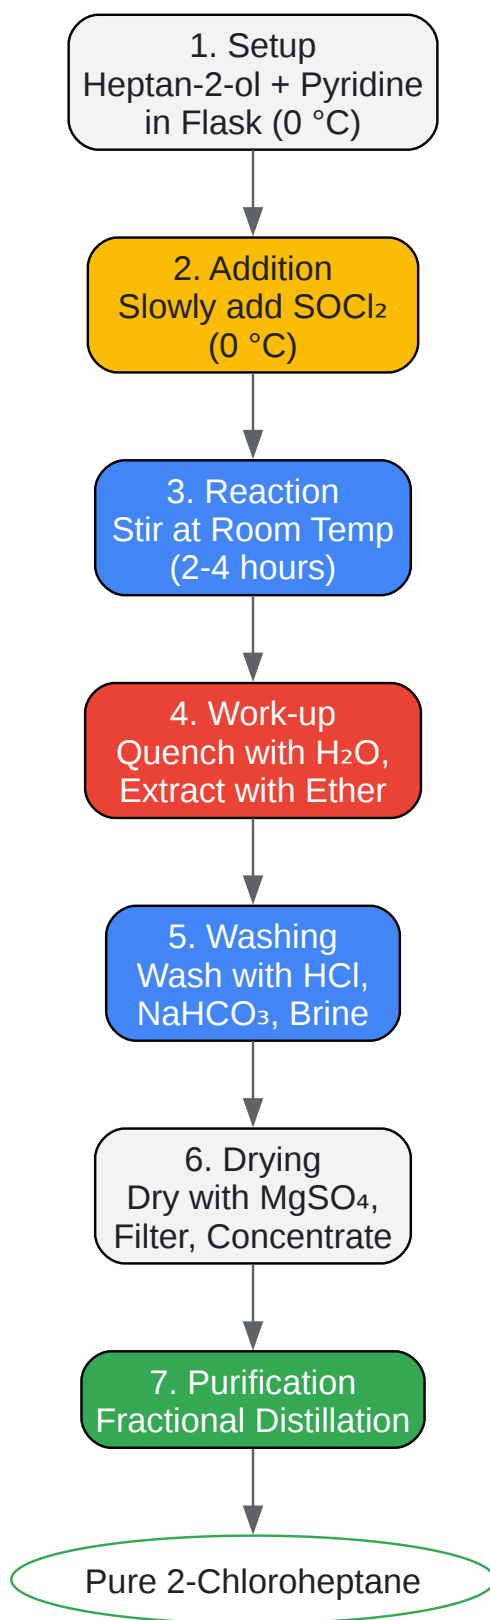 1. Setup
Heptan-2-ol + Pyridine
in Flask (0 °C)
2. Addition
Slowly add SOCl₂
(0 °C)
3. Reaction
Stir at Room Temp
(2-4 hours)
4. Work-up
Quench with H₂O,
Extract with Ether
5. Washing
Wash with HCl,
NaHCO₃, Brine
6. Drying
Dry with MgSO₄,
Filter, Concentrate
7. Purification
Fractional Distillation
Pure 2-Chloroheptane